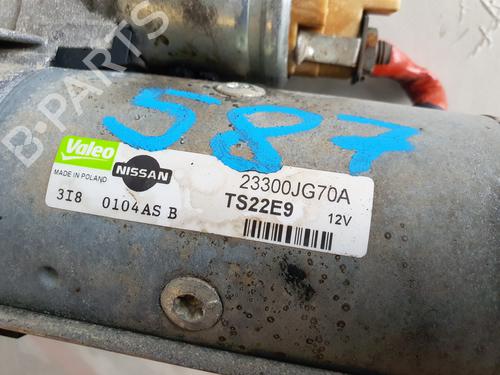 B-PARTS
587
Valeo
MADE IN POLAND
NISSAN
23300JG70A
3I8 0104AS B
TS22E9
12V